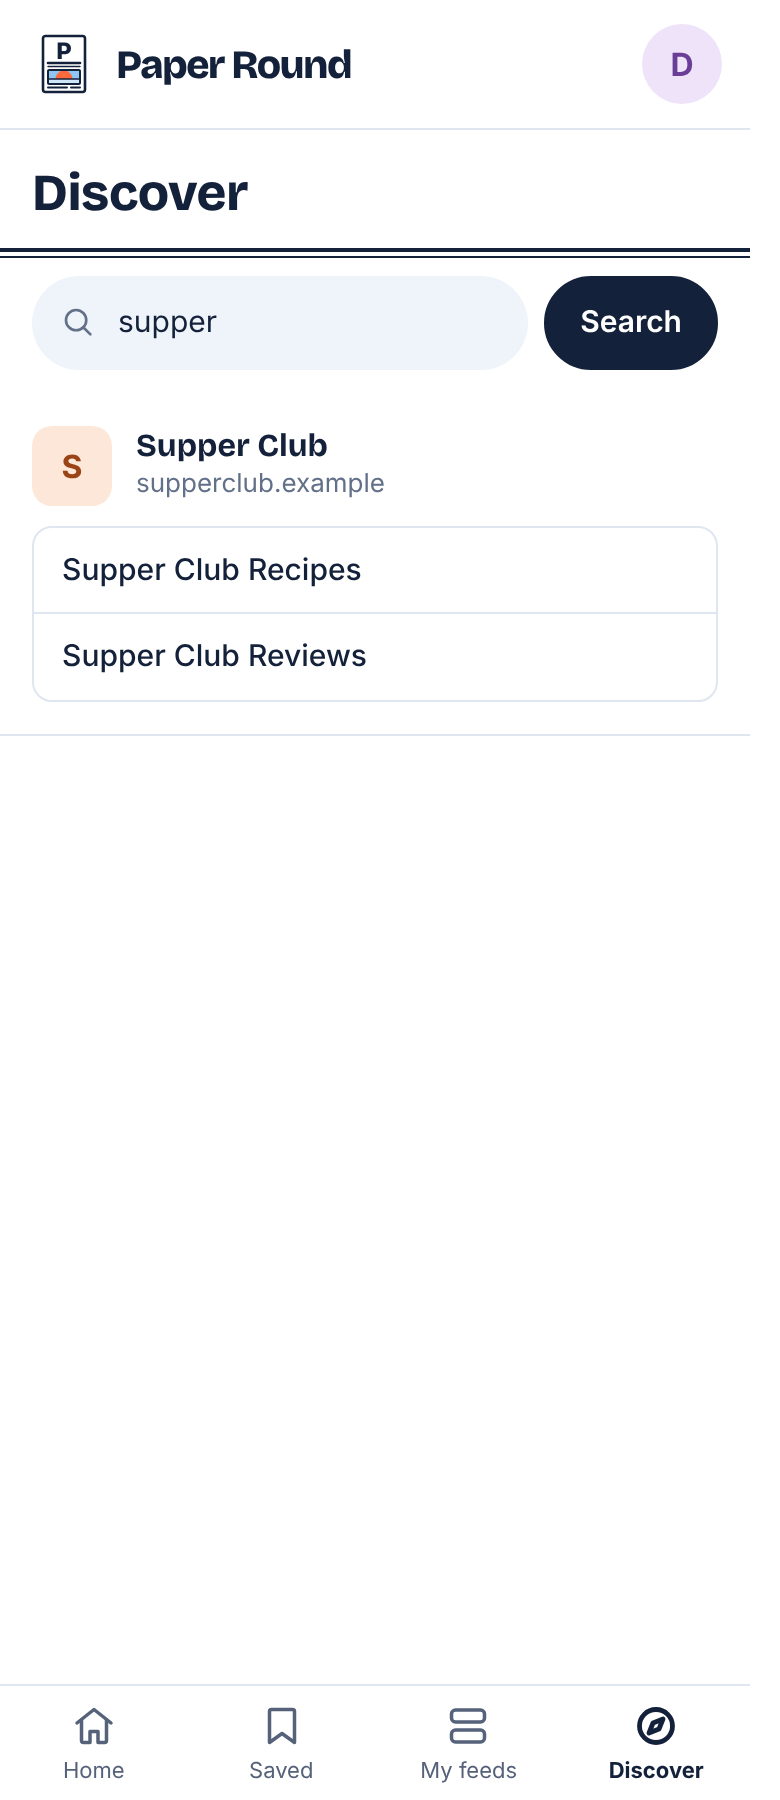 P
Paper Round
D
Discover
supper
Search
S
Supper Club
supperclub.example
Supper Club Recipes
Supper Club Reviews
Home
Saved
My feeds
Discover